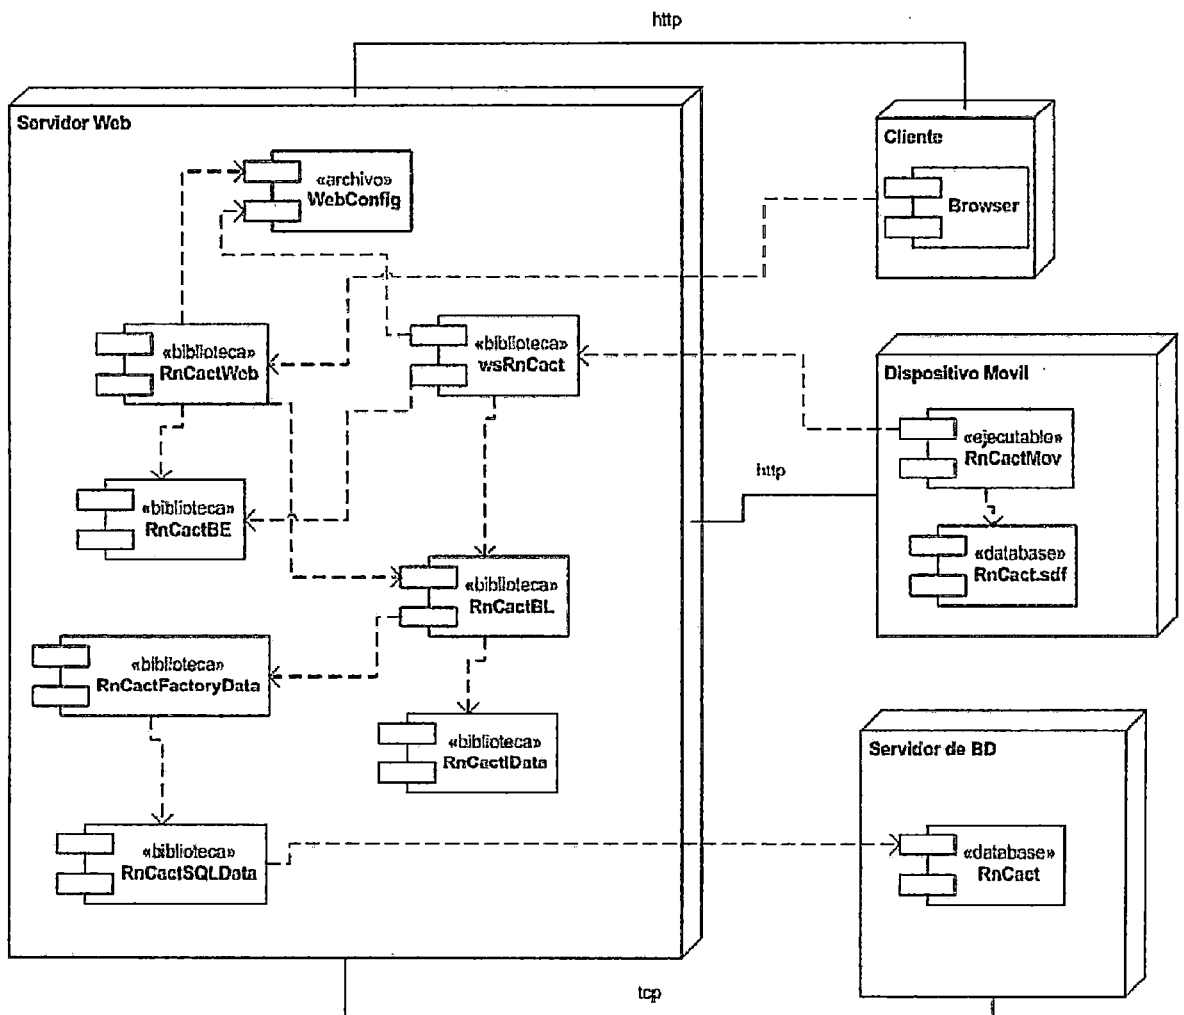 http
Servidor Web
«archivo»
WebConfig
Cliente
Browser
«biblioteca»
RnCactWeb
«biblioteca»
wsRnCact
Dispositivo Movil
«ejecutable»
RnCactMov
http
«database»
RnCact.sdf
«biblioteca»
RnCactBE
«biblioteca»
RnCactBL
«biblioteca»
RnCactFactoryData
«biblioteca»
RnCactIData
Servidor de BD
«biblioteca»
RnCactSQLData
«database»
RnCact
tcp